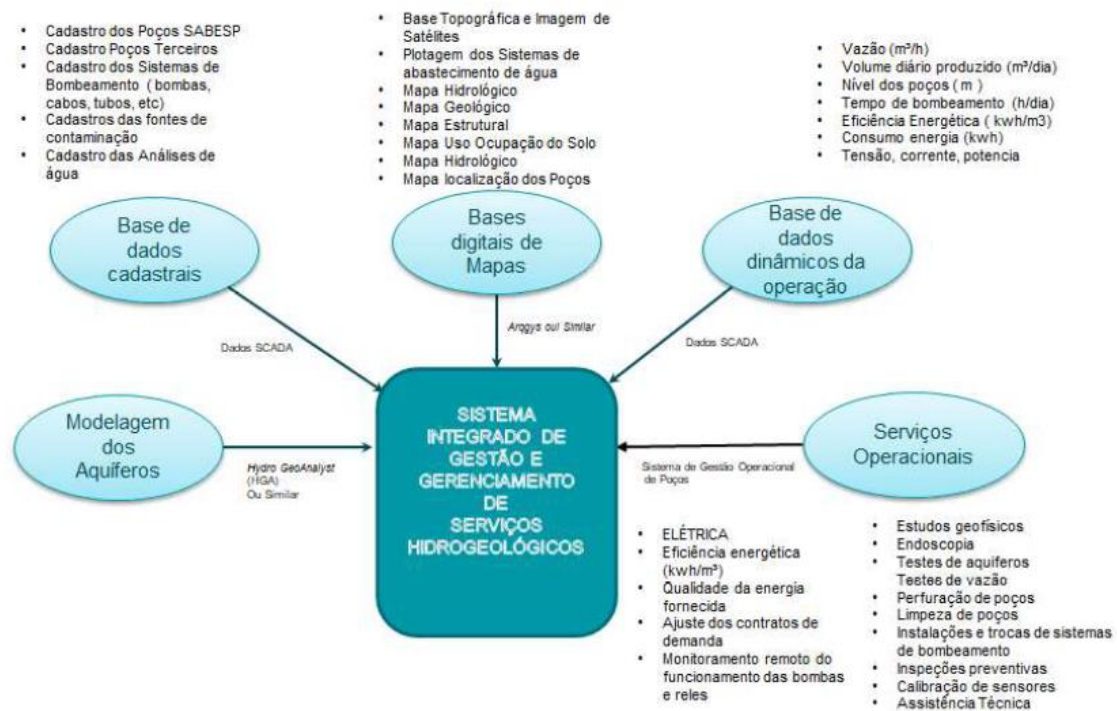 • Cadastro dos Poços SABESP
• Cadastro Poços Terceiros
• Cadastro dos Sistemas de
Bombeamento ( bombas,
cabos, tubos, etc)
• Cadastros das fontes de
contaminação
• Cadastro das Análises de
água
• Base Topográfica e Imagem de
Satélites
• Plotagem dos Sistemas de
abastecimento de água
• Mapa Hidrológico
• Mapa Geológico
• Mapa Estrutural
• Mapa Uso Ocupação do Solo
• Mapa Hidrológico
• Mapa localização dos Poços
• Vazão (m³/h)
• Volume diário produzido (m³/dia)
• Nível dos poços ( m )
• Tempo de bombeamento (h/dia)
• Eficiência Energética ( kwh/m3)
• Consumo energia (kwh)
• Tensão, corrente, potencia
Base de
dados
cadastrais
Bases
digitais de
Mapas
Base de
dados
dinâmicos da
operação
Dados SCADA
Arqgys oui Similar
Dados SCADA
Modelagem
dos
Aquíferos
Hydro GeoAnalyst
(HGA)
Ou Similar
SISTEMA
INTEGRADO DE
GESTÃO E
GERENCIAMENTO
DE
SERVIÇOS
HIDROGEOLÓGICOS
Serviços
Operacionais
Sistema de Gestão Operacional
de Poços
• ELÉTRICA
• Eficiência energética
(kwh/m³)
• Qualidade da energia
fornecida
• Ajuste dos contratos de
demanda
• Monitoramento remoto do
funcionamento das bombas
e reles
• Estudos geofísicos
• Endoscopia
• Testes de aquiferos
Testes de vazão
• Perfuração de poços
• Limpeza de poços
• Instalações e trocas de sistemas
de bombeamento
• Inspeções preventivas
• Calibração de sensores
• Assistência Técnica